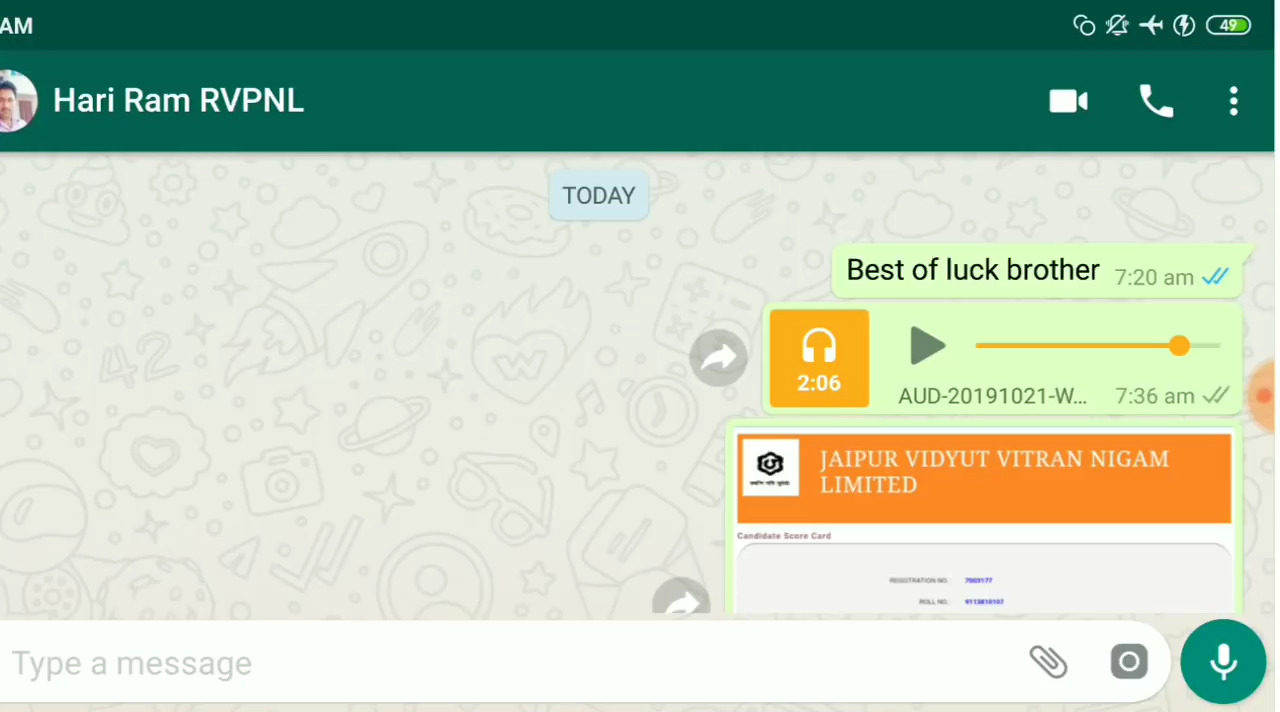 AM
49
Hari Ram RVPNL
TODAY
Best of luck brother 7:20 am
2:06
AUD-20191021-W... 7:36 am
JAIPUR VIDYUT VITRAN NIGAM
LIMITED
Candidate Score Card
REGISTRATION NO.
ROLL NO.
Type a message